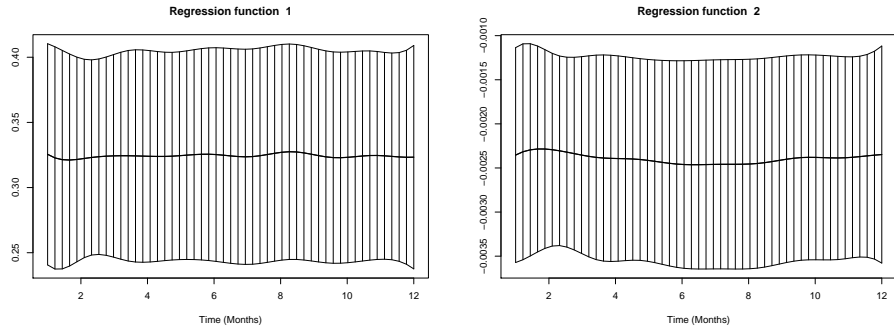 Regression function 1
0.40
0.35
0.30
0.25
2 4 6 8 10 12
Time (Months)
Regression function 2
−0.0010
−0.0015
−0.0020
−0.0025
−0.0030
−0.0035
2 4 6 8 10 12
Time (Months)